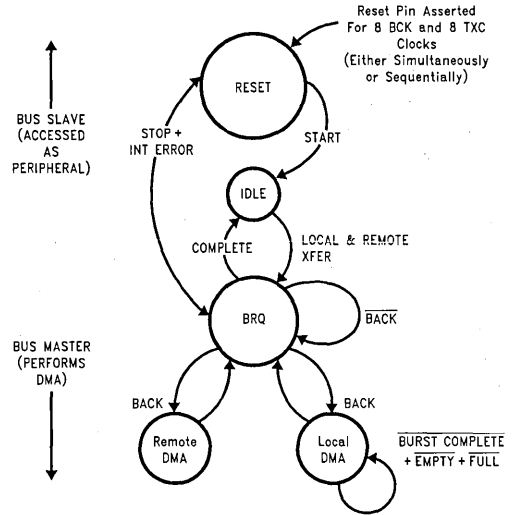 Reset Pin Asserted
For 8 BCK and 8 TXC
Clocks
(Either Simultaneously
or Sequentially)
RESET
BUS SLAVE
(ACCESSED
AS
PERIPHERAL)
STOP +
INT ERROR
START
IDLE
COMPLETE
LOCAL & REMOTE
XFER
BRQ
BACK
BUS MASTER
(PERFORMS
DMA)
BACK
BACK
Remote
DMA
Local
DMA
BURST COMPLETE
+ EMPTY + FULL